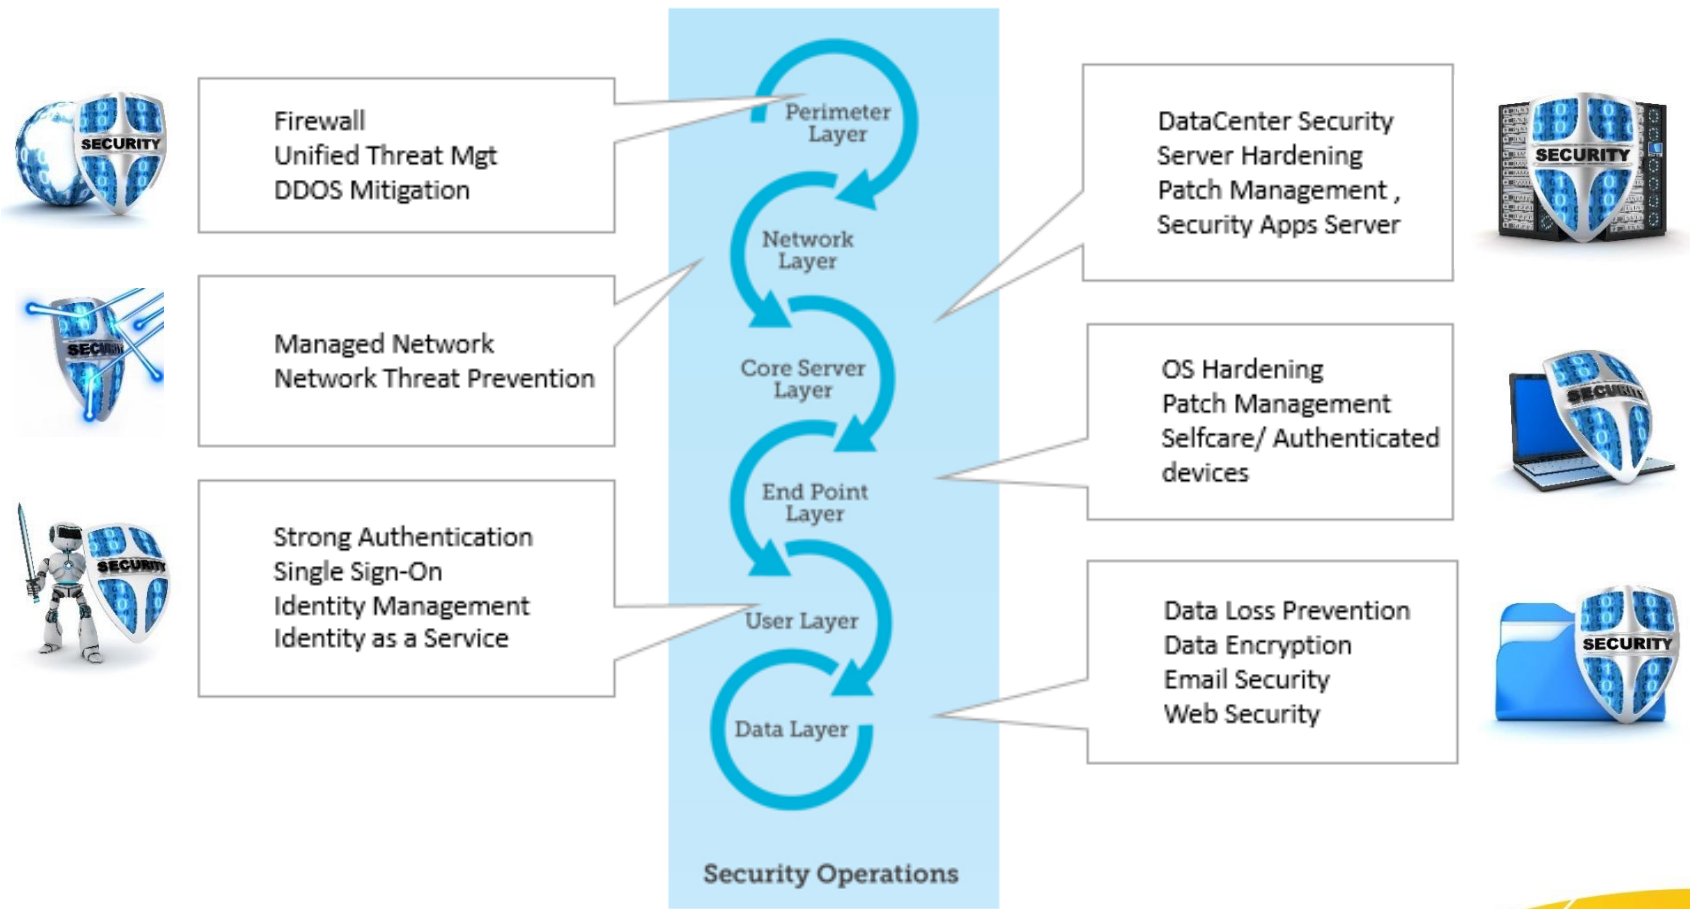 Perimeter
Layer
Network
Layer
Core Server
Layer
End Point
Layer
User Layer
Data Layer
Security Operations
Firewall
Unified Threat Mgt
DDOS Mitigation
Managed Network
Network Threat Prevention
Strong Authentication
Single Sign-On
Identity Management
Identity as a Service
DataCenter Security
Server Hardening
Patch Management ,
Security Apps Server
OS Hardening
Patch Management
Selfcare/ Authenticated
devices
Data Loss Prevention
Data Encryption
Email Security
Web Security
SECURITY
SECURITY
SECURITY
SECURITY
SECURITY
SECURITY